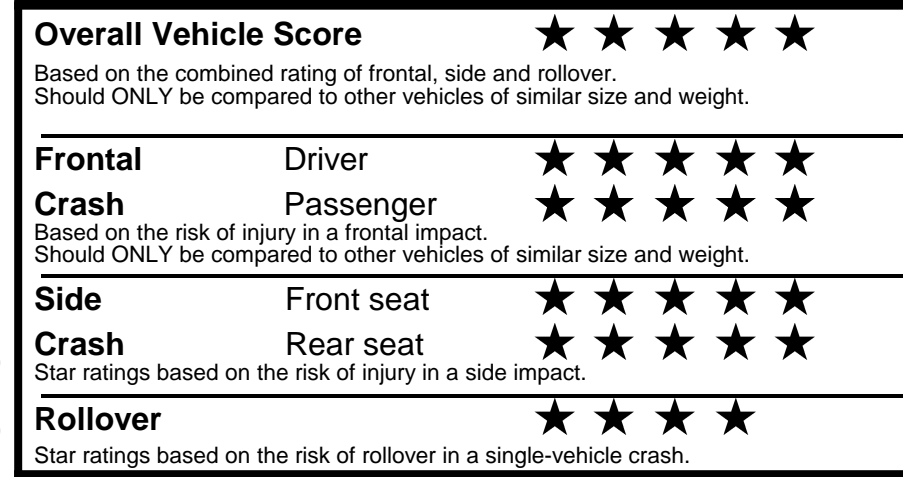 Overall Vehicle Score ★ ★ ★ ★ ★
Based on the combined rating of frontal, side and rollover.
Should ONLY be compared to other vehicles of similar size and weight.
Frontal Driver ★ ★ ★ ★ ★
Crash Passenger ★ ★ ★ ★ ★
Based on the risk of injury in a frontal impact.
Should ONLY be compared to other vehicles of similar size and weight.
Side Front seat ★ ★ ★ ★ ★
Crash Rear seat ★ ★ ★ ★ ★
Star ratings based on the risk of injury in a side impact.
Rollover ★ ★ ★ ★
Star ratings based on the risk of rollover in a single-vehicle crash.